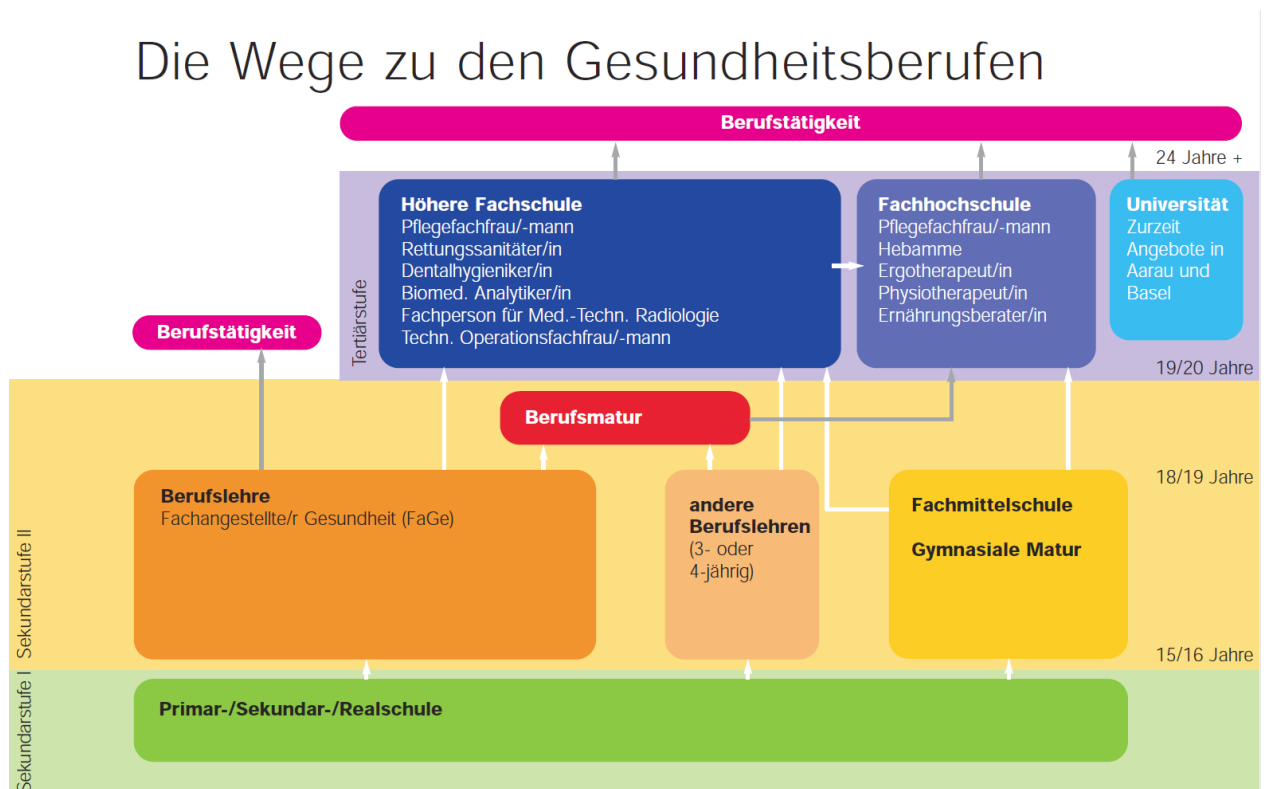 Die Wege zu den Gesundheitsberufen
Berufstätigkeit
24 Jahre +
Tertiärstufe
Höhere Fachschule
Pflegefachfrau/-mann
Rettungssanitäter/in
Dentalhygieniker/in
Biomed. Analytiker/in
Fachperson für Med.-Techn. Radiologie
Techn. Operationsfachfrau/-mann
Fachhochschule
Pflegefachfrau/-mann
Hebamme
Ergotherapeut/in
Physiotherapeut/in
Ernährungsberater/in
Universität
Zurzeit
Angebote in
Aarau und
Basel
Berufstätigkeit
19/20 Jahre
Berufsmatur
18/19 Jahre
Sekundarstufe II
Berufslehre
Fachangestellte/r Gesundheit (FaGe)
andere
Berufslehren
(3- oder
4-jährig)
Fachmittelschule
Gymnasiale Matur
15/16 Jahre
Sekundarstufe I
Primar-/Sekundar-/Realschule